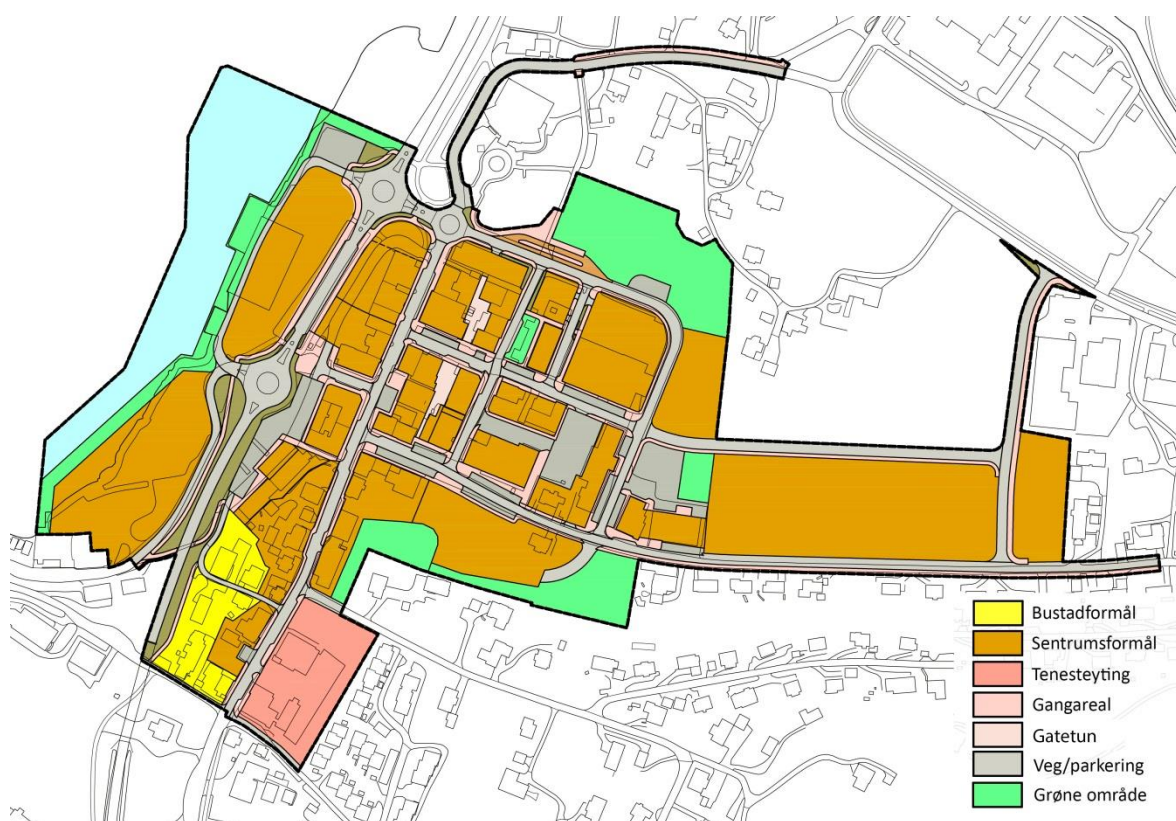 Bustadformål
Sentrumsformål
Tenesteyting
Gangareal
Gatetun
Veg/parkering
Grøne område